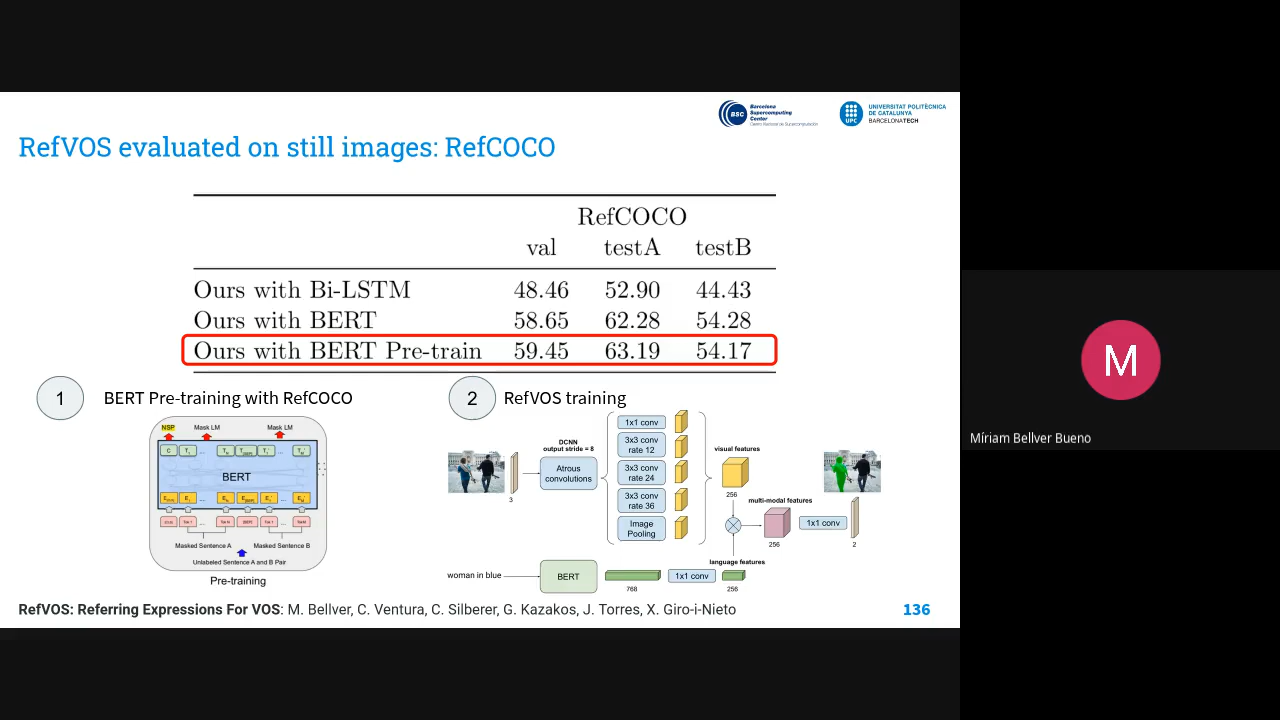 BSC
Barcelona
Supercomputing
Center
Centro Nacional de Supercomputación
UPC
UNIVERSITAT POLITÈCNICA
DE CATALUNYA
BARCELONATECH
RefVOS evaluated on still images: RefCOCO
RefCOCO
val testA testB
Ours with Bi-LSTM 48.46 52.90 44.43
Ours with BERT 58.65 62.28 54.28
Ours with BERT Pre-train 59.45 63.19 54.17
1 BERT Pre-training with RefCOCO
NSP Mask LM Mask LM
BERT
Masked Sentence A Masked Sentence B
Unlabeled Sentence A and B Pair
Pre-training
2 RefVOS training
3
DCNN
output stride = 8
Atrous
convolutions
1x1 conv
3x3 conv
rate 12
3x3 conv
rate 24
3x3 conv
rate 36
Image
Pooling
visual features
256
multi-modal features
256
1x1 conv
2
language features
woman in blue
BERT
768
1x1 conv
256
RefVOS: Referring Expressions For VOS: M. Bellver, C. Ventura, C. Silberer, G. Kazakos, J. Torres, X. Giro-i-Nieto
136
M
Míriam Bellver Bueno